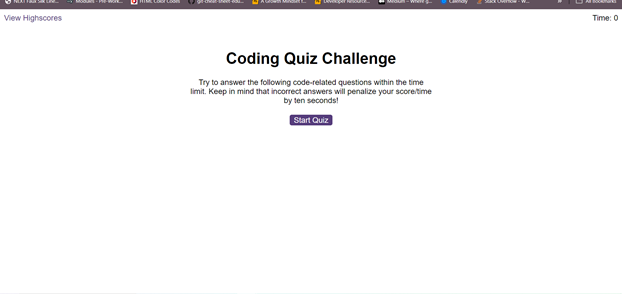 NEXT Faux Silk Line...
Modules - Pre-Work...
HTML Color Codes
git cheat sheet edu...
A Growth Mindset f...
Developer Resource...
Medium – Where g...
Calendly
Stack Overflow - W...
»
All Bookmarks
View Highscores
Time: 0
Coding Quiz Challenge
Try to answer the following code-related questions within the time
limit. Keep in mind that incorrect answers will penalize your score/time
by ten seconds!
Start Quiz